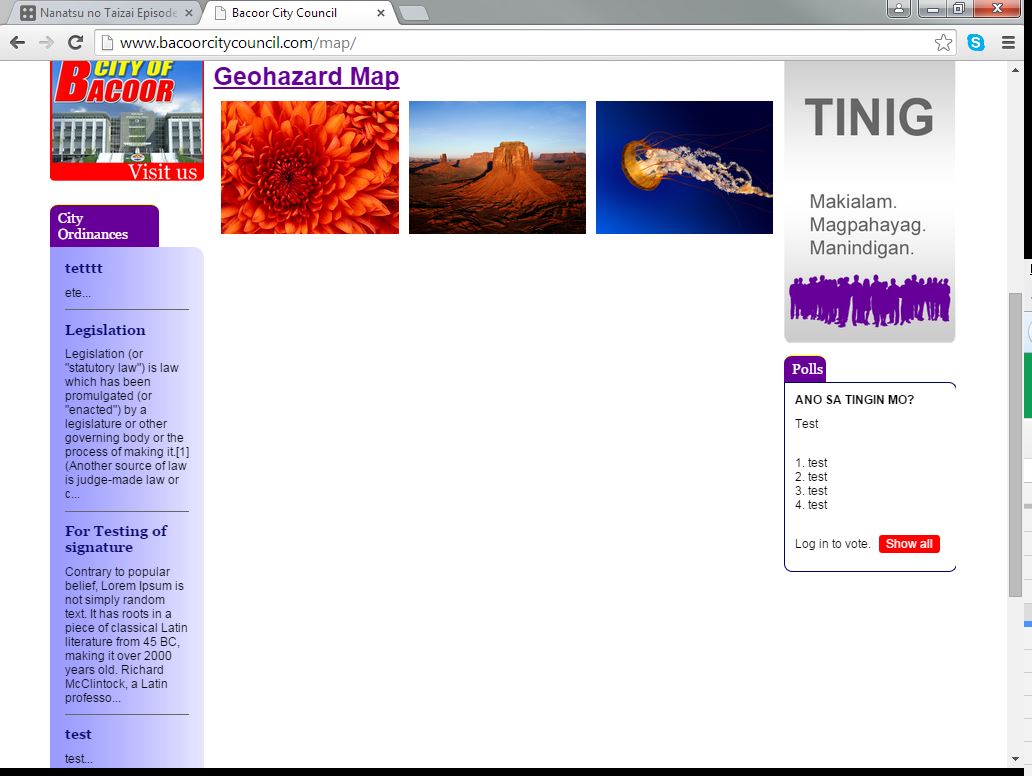 Nanatsu no Taizai Episode
Bacoor City Council
www.bacoorcitycouncil.com/map/
CITY OF
BACOOR
Visit us
City
Ordinances
tetttt
ete...
Legislation
Legislation (or
"statutory law") is law
which has been
promulgated (or
"enacted") by a
legislature or other
governing body or the
process of making it.[1]
(Another source of law
is judge-made law or
c...
For Testing of
signature
Contrary to popular
belief, Lorem Ipsum is
not simply random
text. It has roots in a
piece of classical Latin
literature from 45 BC,
making it over 2000
years old. Richard
McClintock, a Latin
professo...
test
test...
Geohazard Map
TINIG
Makialam.
Magpahayag.
Manindigan.
Polls
ANO SA TINGIN MO?
Test
1. test
2. test
3. test
4. test
Log in to vote. Show all